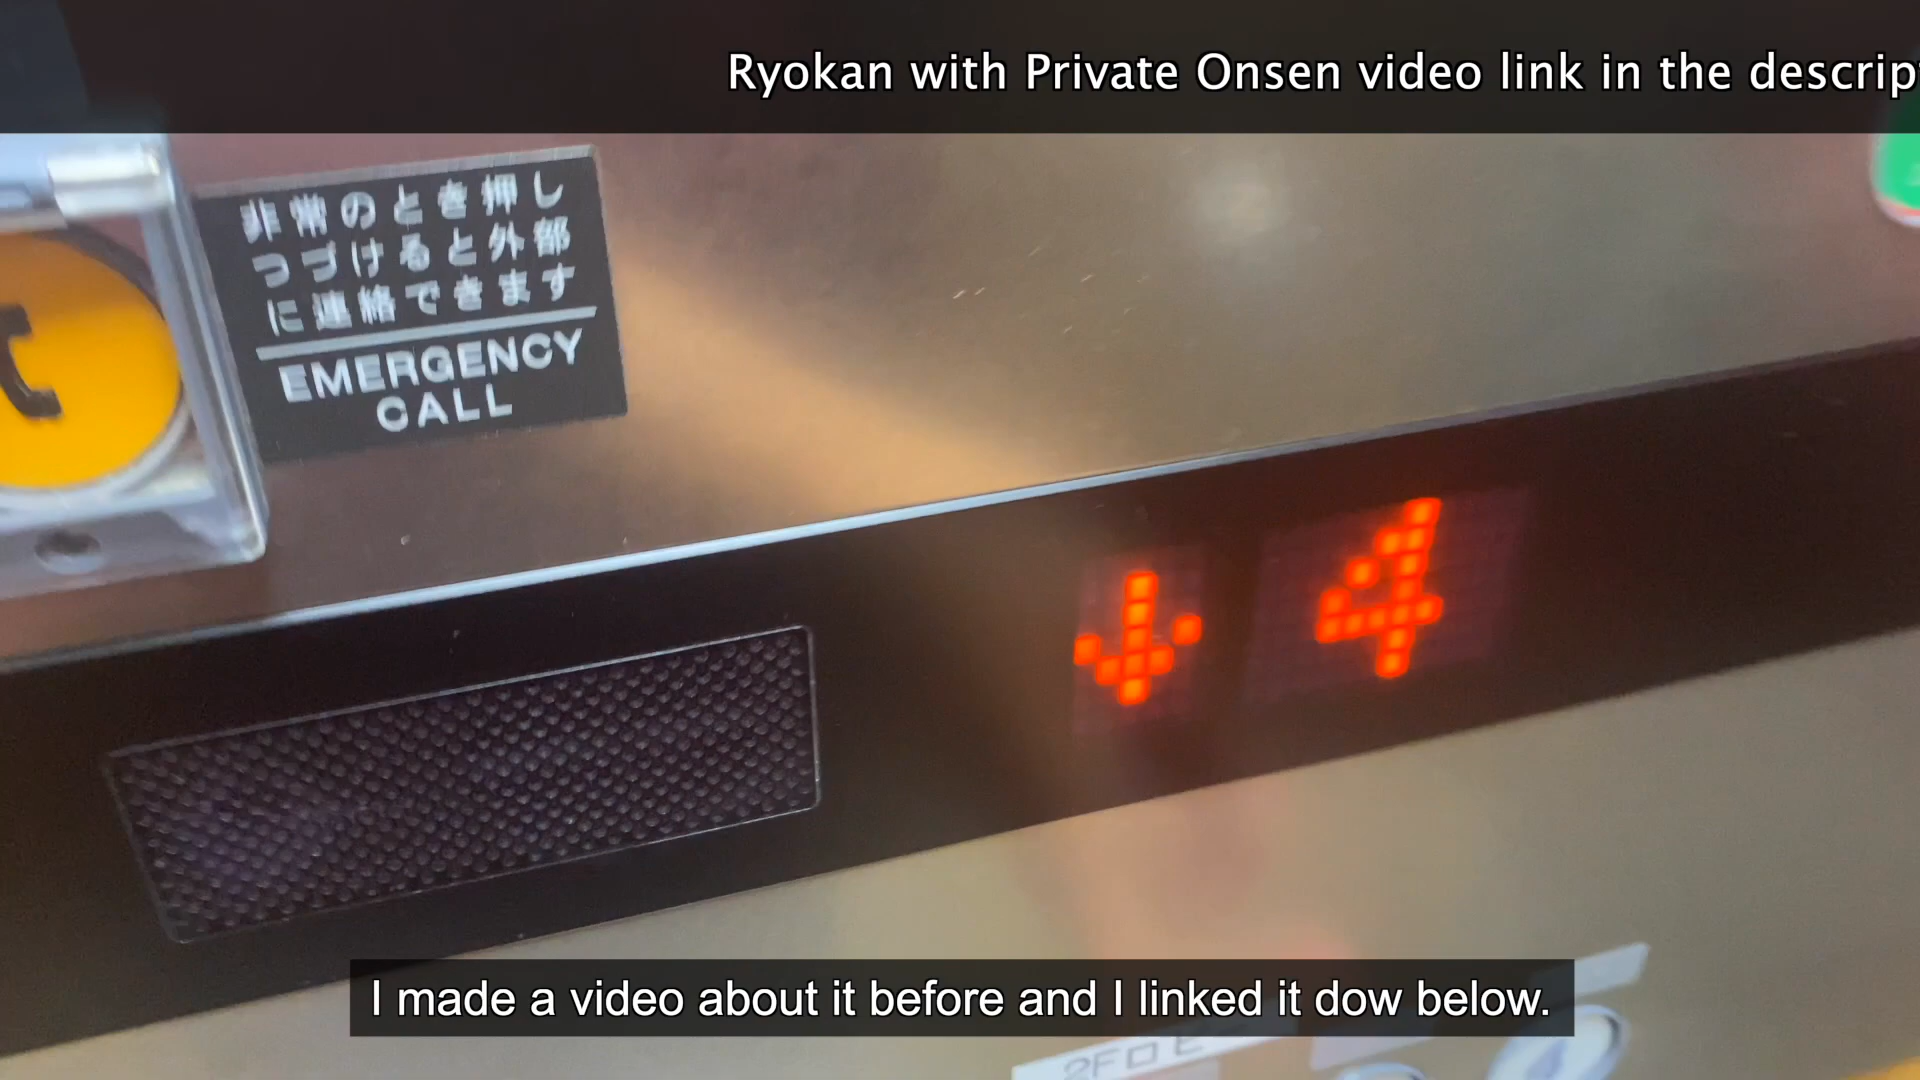 Ryokan with Private Onsen video link in the descrip
非常のとき押し
つづけると外部
に連絡できます
EMERGENCY
CALL
4
I made a video about it before and I linked it dow below.
2F